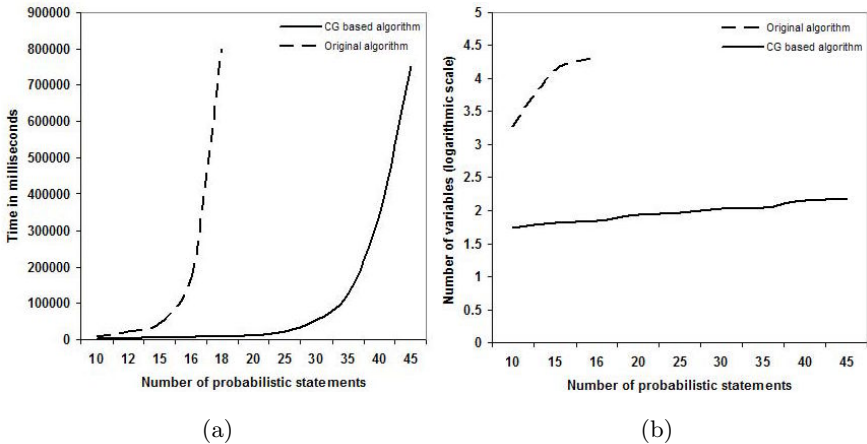 CG based algorithm
Original algorithm
900000
800000
700000
600000
500000
400000
300000
200000
100000
0
Time in milliseconds
10 12 15 16 18 20 25 30 35 40 45
Number of probabilistic statements
(a)
Original algorithm
CG based algorithm
5
4.5
4
3.5
3
2.5
2
1.5
1
0.5
0
Number of variables (logarithmic scale)
10 15 16 20 25 30 35 40 45
Number of probabilistic statements
(b)